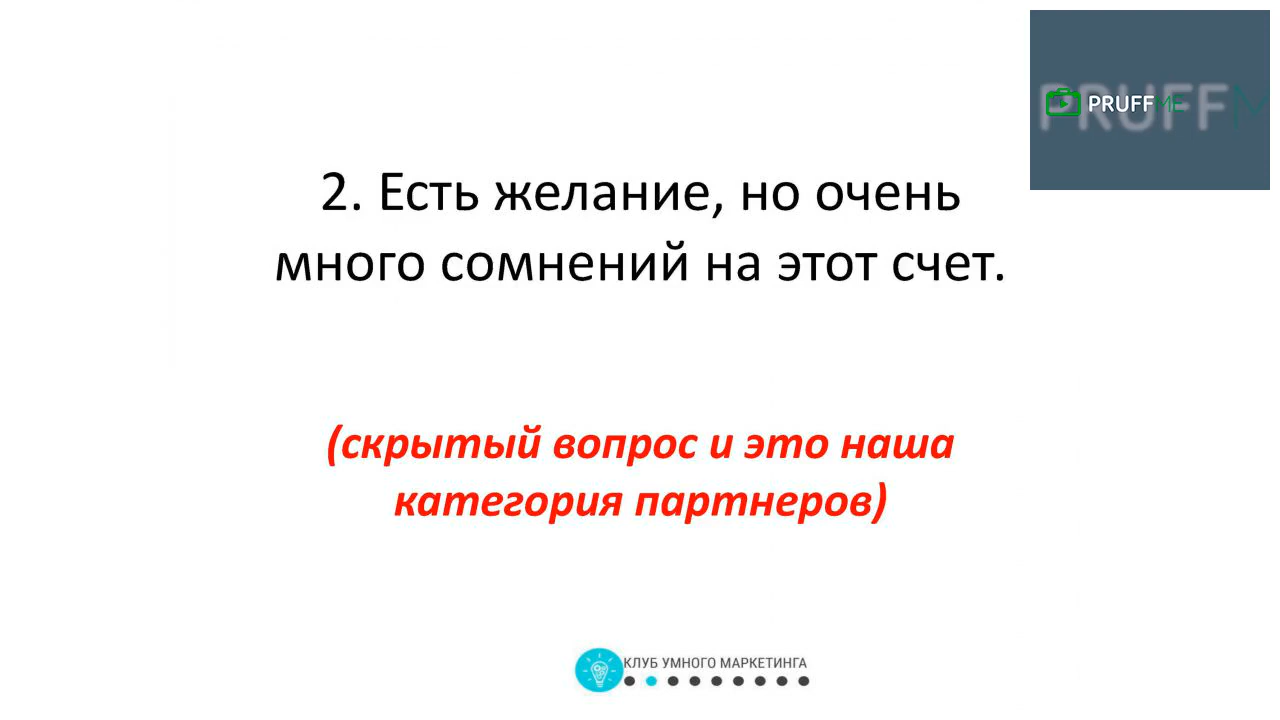 PRUFFME
2. Есть желание, но очень
много сомнений на этот счет.
(скрытый вопрос и это наша
категория партнеров)
КЛУБ УМНОГО МАРКЕТИНГА